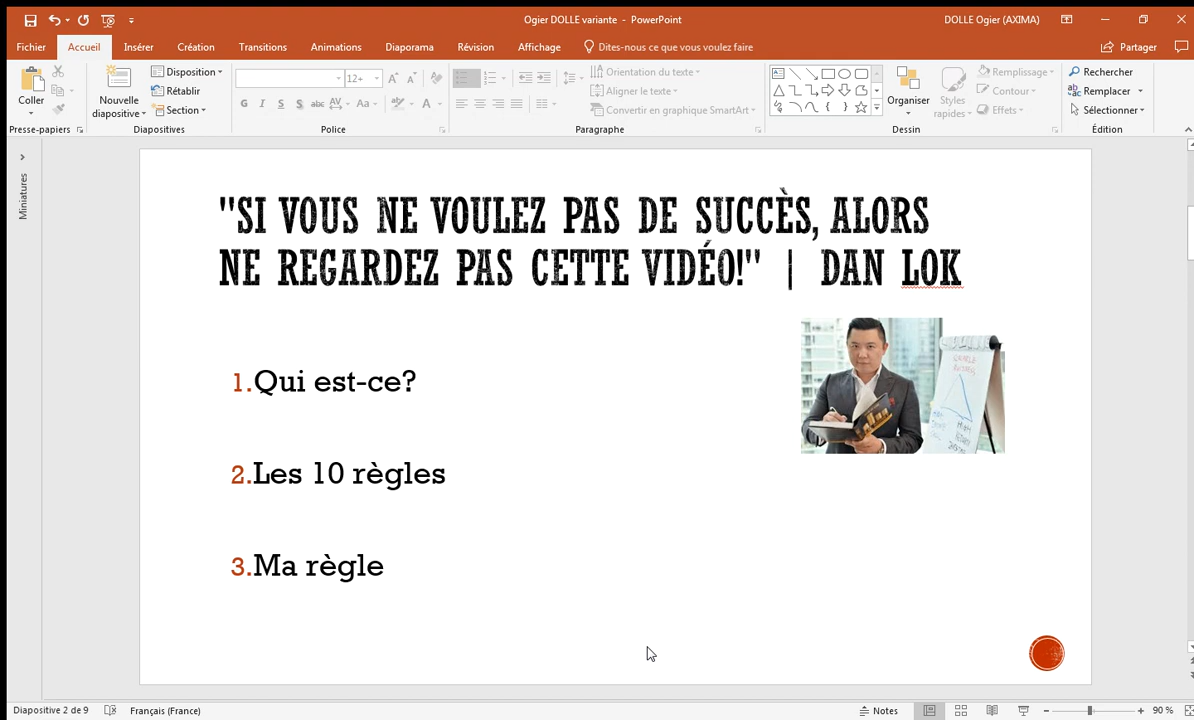 Ogier DOLLE variante - PowerPoint
DOLLE Ogier (AXIMA)
Fichier
Accueil
Insérer
Création
Transitions
Animations
Diaporama
Révision
Affichage
Dites-nous ce que vous voulez faire
Partager
Coller
Presse-papiers
Nouvelle
diapositive
Disposition
Rétablir
Section
Diapositives
12+
G I S S abc AV Aa A
Police
Orientation du texte
Aligner le texte
Convertir en graphique SmartArt
Paragraphe
Organiser
Styles
rapides
Remplissage
Contour
Effets
Dessin
Rechercher
Remplacer
Sélectionner
Édition
Miniatures
"SI VOUS NE VOULEZ PAS DE SUCCÈS, ALORS
NE REGARDEZ PAS CETTE VIDÉO!" | DAN LOK
1.Qui est-ce?
2.Les 10 règles
3.Ma règle
Diapositive 2 de 9
Français (France)
Notes
90 %